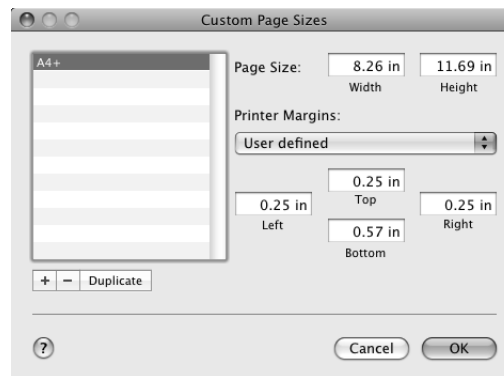 Custom Page Sizes
A4+
Page Size:
8.26 in
11.69 in
Width
Height
Printer Margins:
User defined
0.25 in
Top
0.25 in
Left
0.25 in
Right
0.57 in
Bottom
+
−
Duplicate
?
Cancel
OK